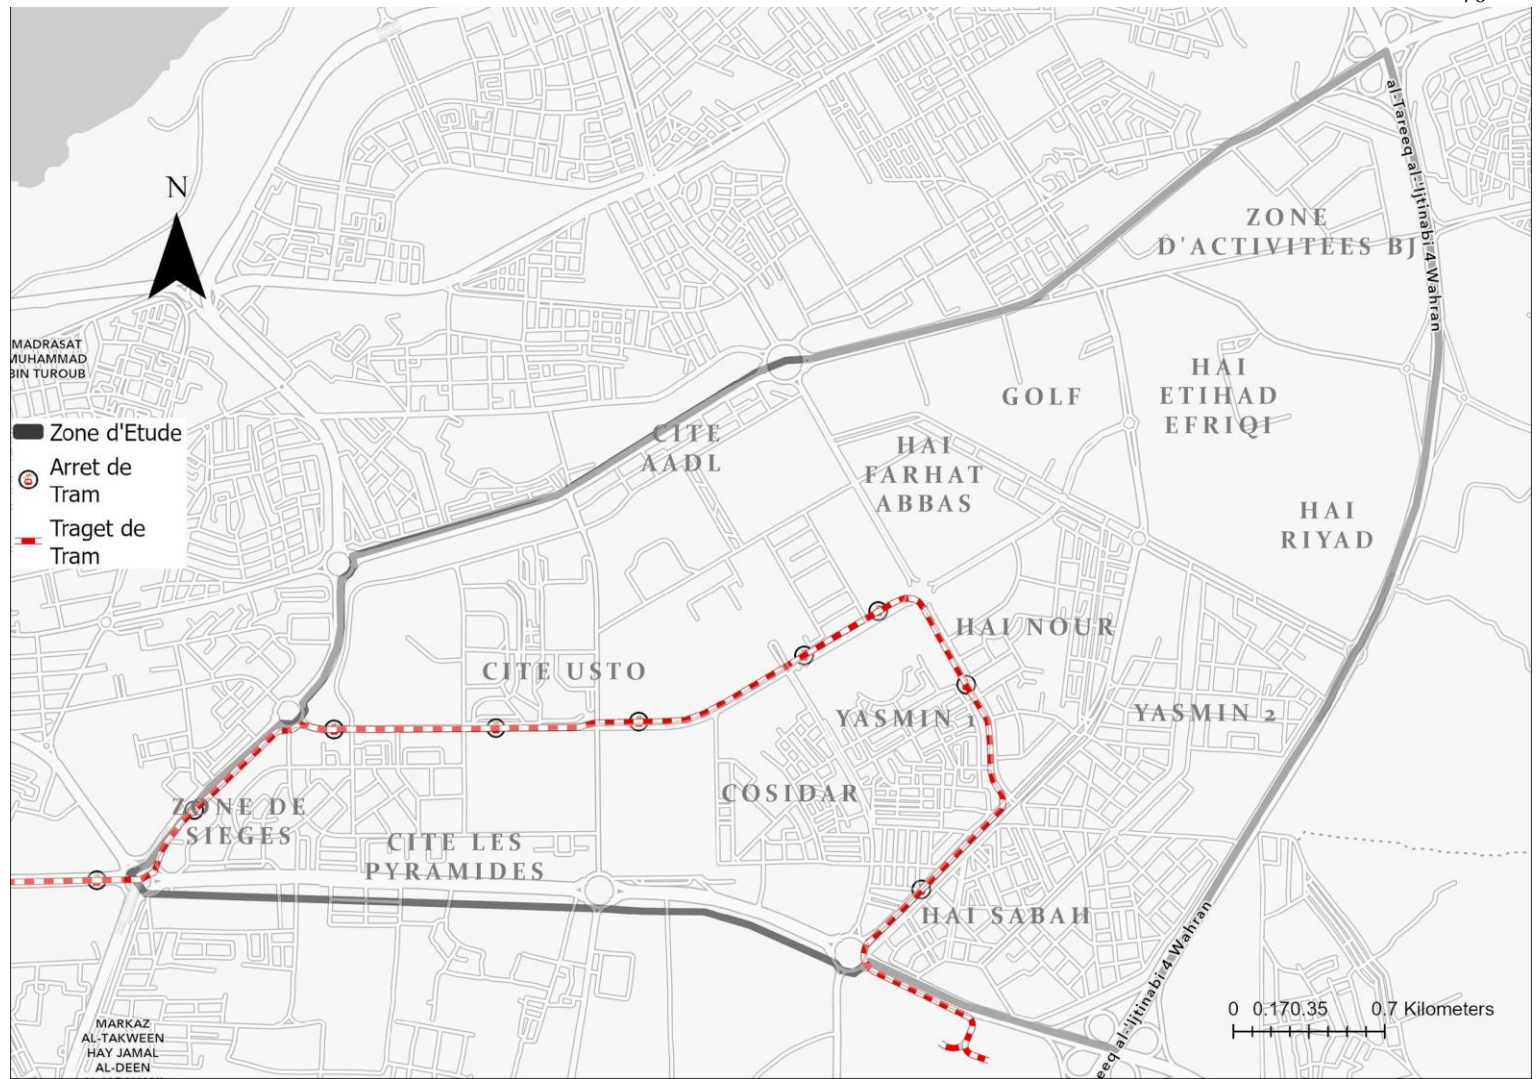 N
al-Tareeq al-'Ijtinabi 4 Wahran
ZONE
D'ACTIVITEES BJ
MADRASAT
MUHAMMAD
BIN TUROUB
Zone d'Etude
Arret de
Tram
Traget de
Tram
CITE
AADL
GOLF
HAI
ETIHAD
EFRIQI
HAI
FARHAT
ABBAS
HAI
RIYAD
HAI NOUR
CITE USTO
YASMIN 1
YASMIN 2
COSIDAR
ZONE DE
SIEGES
CITE LES
PYRAMIDES
HAI SABAH
eeq al-'Ijtinabi 4 Wahran
0 0.170.35 0.7 Kilometers
MARKAZ
AL-TAKWEEN
HAY JAMAL
AL-DEEN